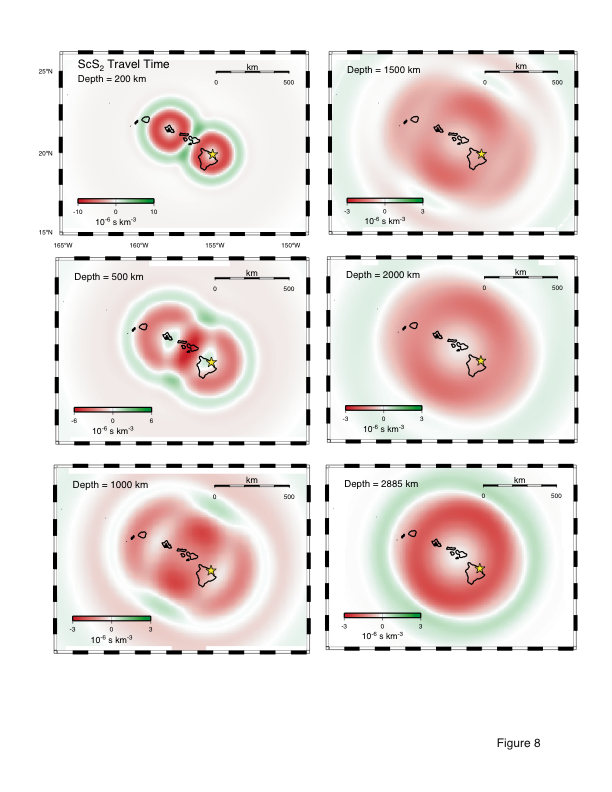 ScS2 Travel Time
Depth = 200 km
km
0 500
25°N
20°N
15°N
-10 0 10
10-6 s km-3
165°W 160°W 155°W 150°W
Depth = 1500 km
km
0 500
-3 0 3
10-6 s km-3
Depth = 500 km
km
0 500
-6 0 6
10-6 s km-3
Depth = 2000 km
km
0 500
-3 0 3
10-6 s km-3
Depth = 1000 km
km
0 500
-3 0 3
10-6 s km-3
Depth = 2885 km
km
0 500
-3 0 3
10-6 s km-3
Figure 8